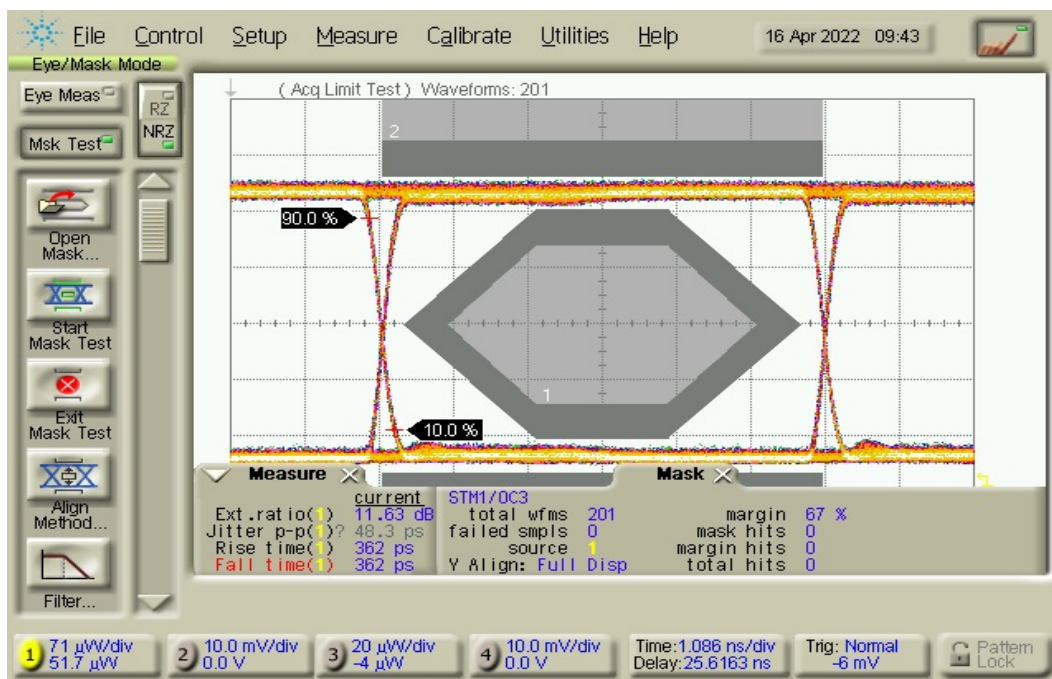 File Control Setup Measure Calibrate Utilities Help 16 Apr 2022 09:43
Eye/Mask Mode
Eye Meas
RZ
NRZ
Msk Test
( Acq Limit Test ) Waveforms: 201
2
90.0 %
1
10.0 %
Open
Mask...
Start
Mask Test
Exit
Mask Test
Align
Method...
Filter...
Measure
current
Ext.ratio(1) 11.63 dB
Jitter p-p(1)? 48.3 ps
Rise time(1) 362 ps
Fall time(1) 362 ps
Mask
STM1/OC3
total wfms 201 margin 67 %
failed smpls 0 mask hits 0
source 1 margin hits 0
Y Align: Full Disp total hits 0
1 71 µW/div
51.7 µW
2 10.0 mV/div
0.0 V
3 20 µW/div
-4 µW
4 10.0 mV/div
0.0 V
Time:1.086 ns/div
Delay:25.6163 ns
Trig: Normal
-6 mV
Pattern
Lock